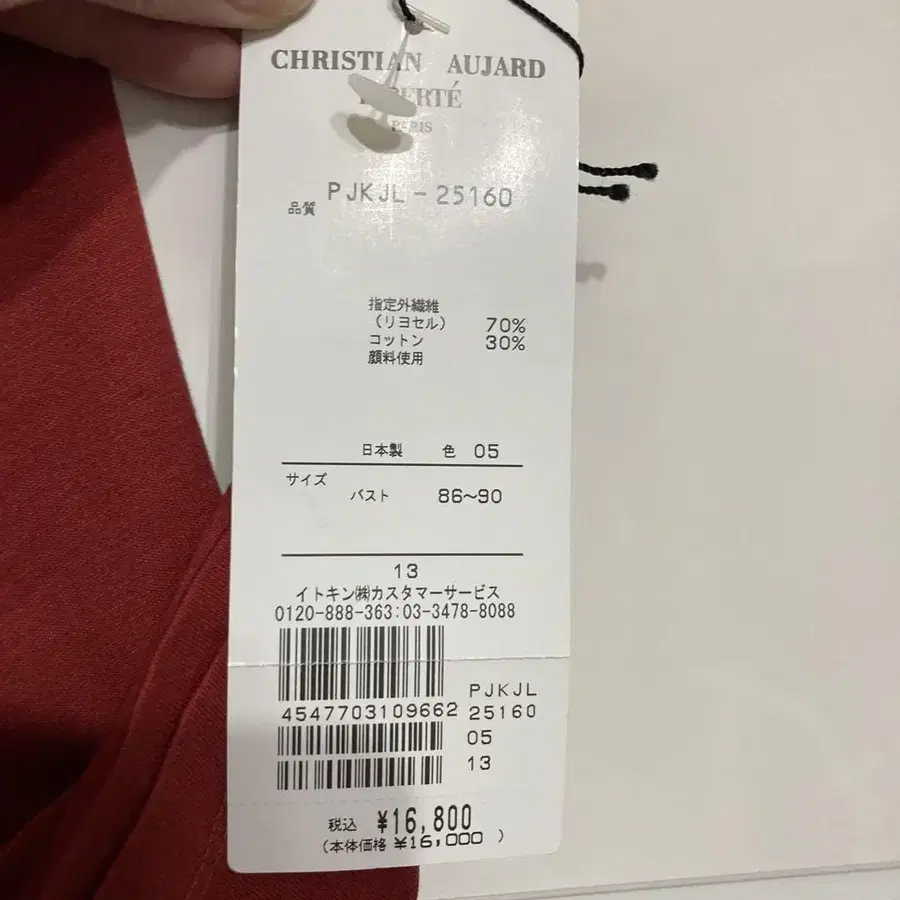 CHRISTIAN AUJARD
PARIS
PJKJL-25160
品質
指定外繊維
(リヨセル) 70%
コットン 30%
顔料使用
日本製 色 05
サイズ
バスト 86~90
13
イトキン㈱カスタマーサービス
0120-888-363:03-3478-8088
PJKJL
4547703109662 25160
05
13
税込 ¥16,800
(本体価格 ¥16,000 )